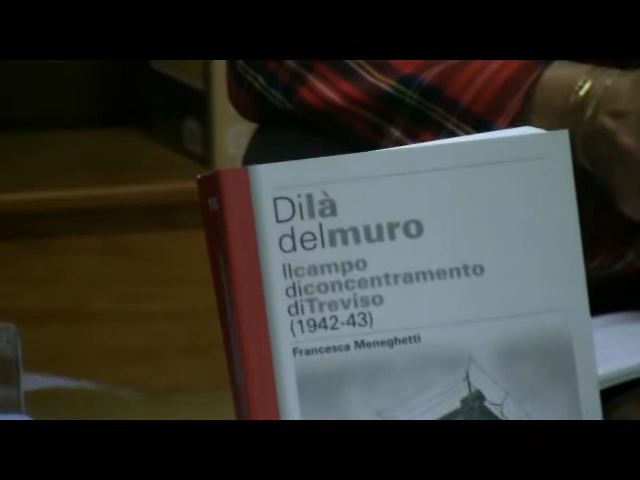 Dilà
delmuro
Ilcampo
diconcentramento
diTreviso
(1942-43)
Francesca Meneghetti